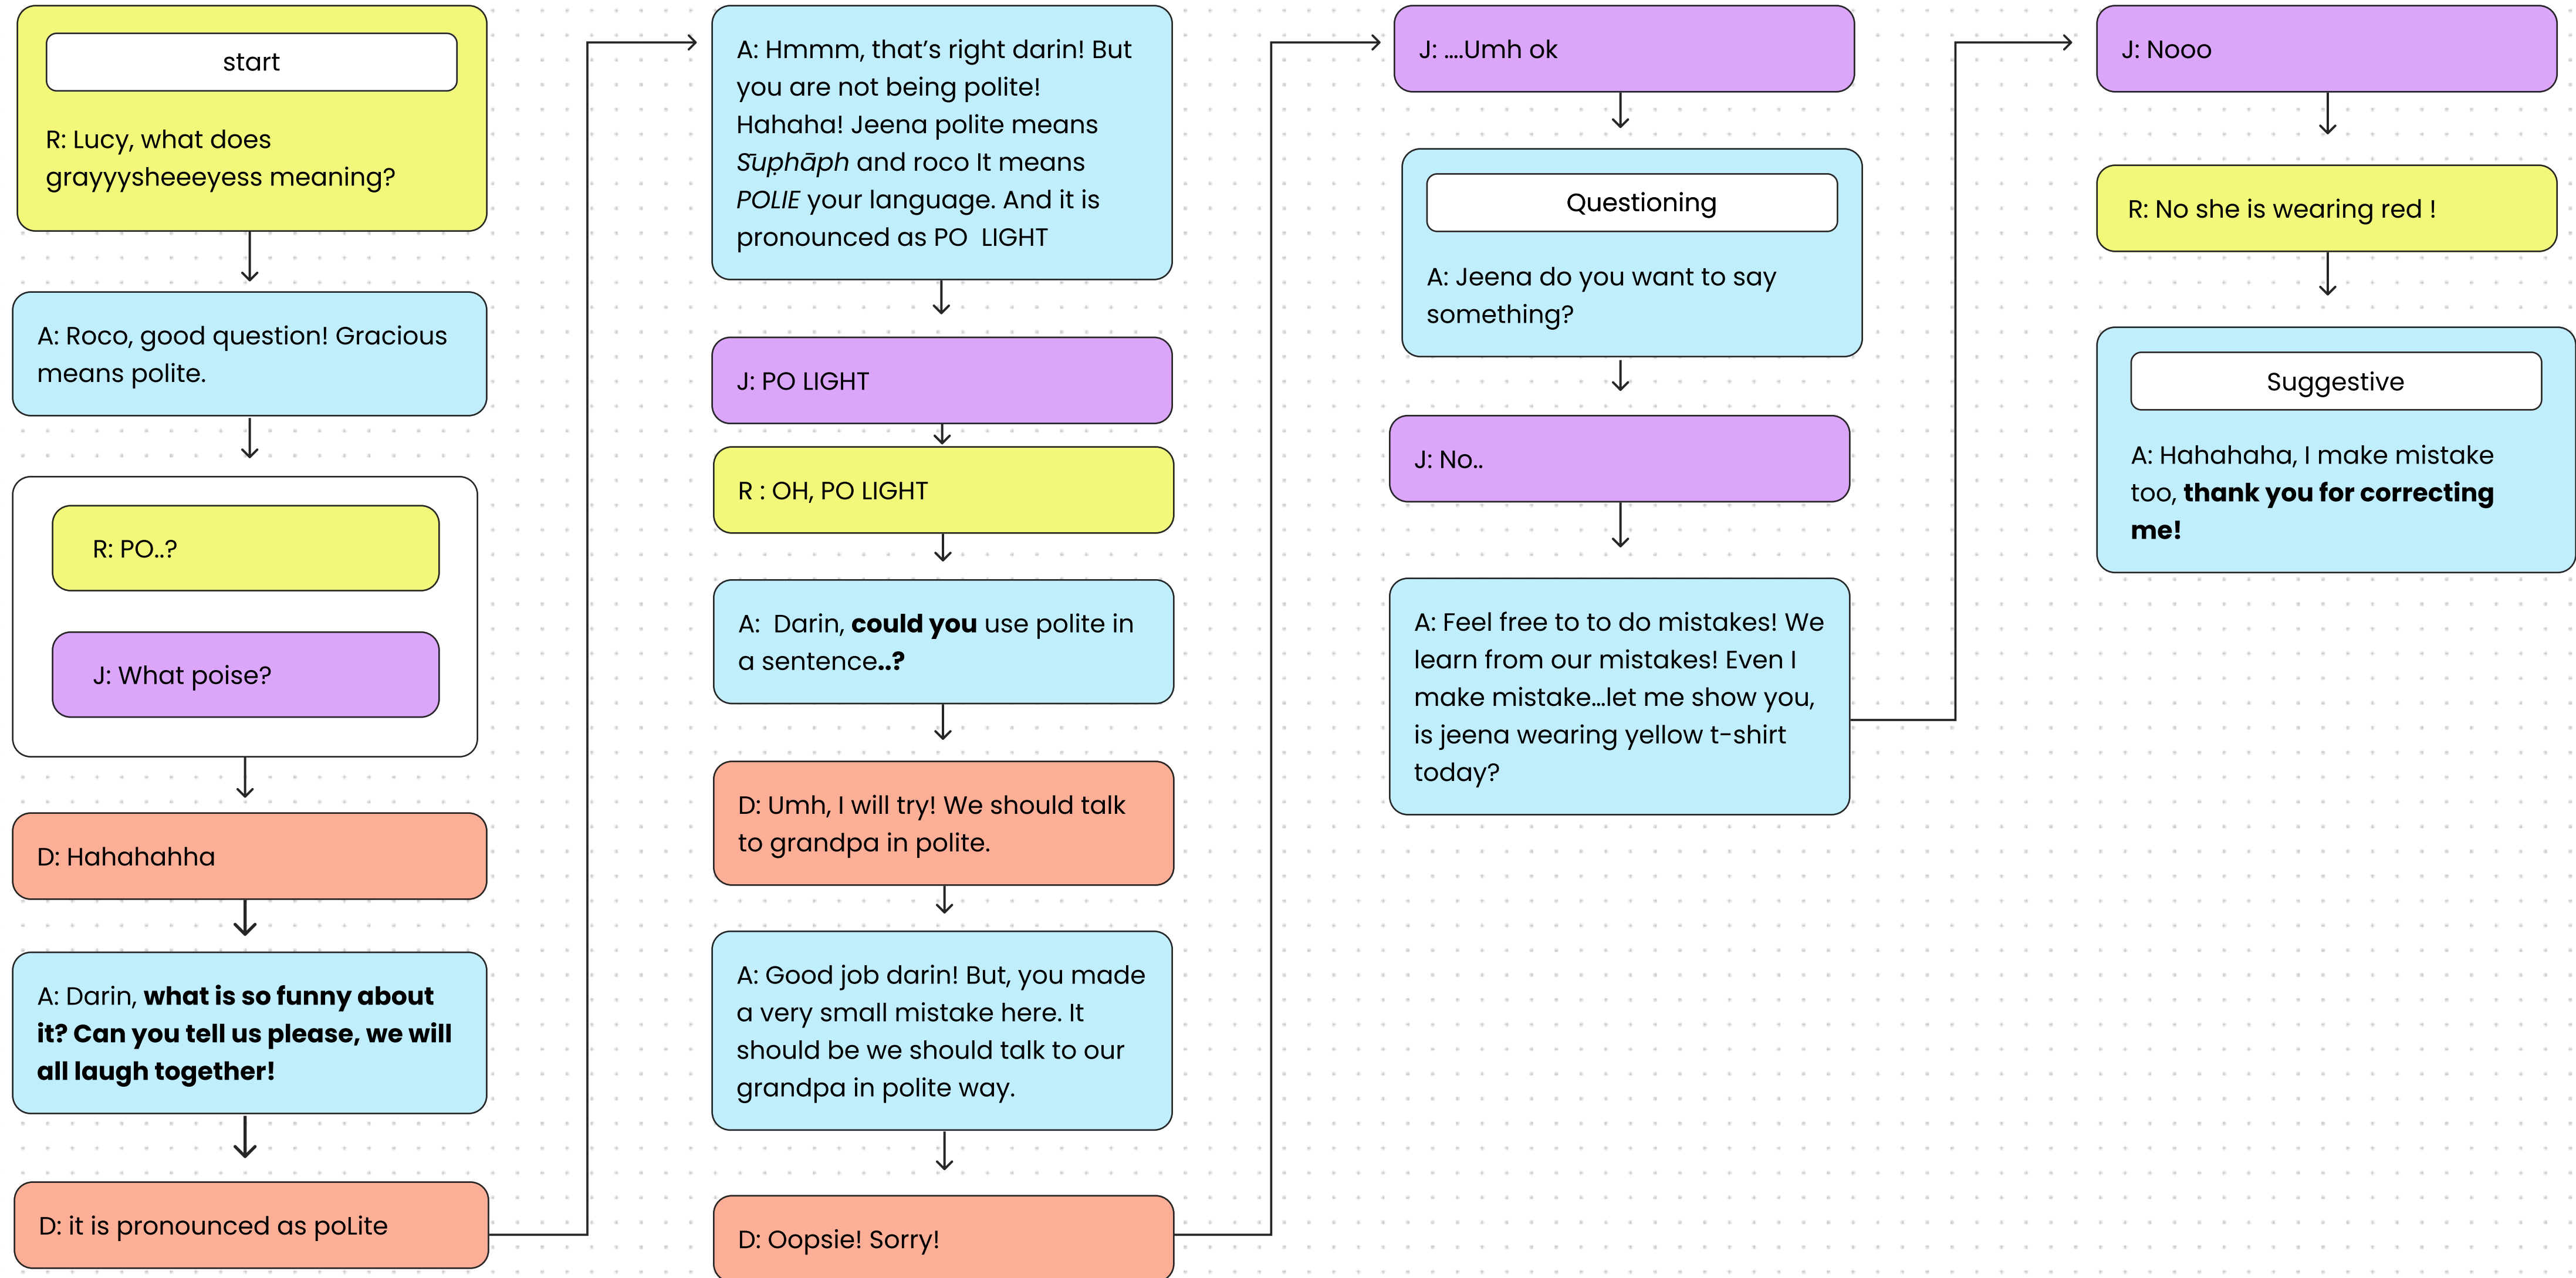 start
R: Lucy, what does
grayyysheeeyess meaning?
A: Roco, good question! Gracious
means polite.
R: PO..?
J: What poise?
D: Hahahahha
A: Darin, what is so funny about
it? Can you tell us please, we will
all laugh together!
D: it is pronounced as poLite
A: Hmmm, that’s right darin! But
you are not being polite!
Hahaha! Jeena polite means
S̄up̣hāph and roco It means
POLIE your language. And it is
pronounced as PO  LIGHT
J: PO LIGHT
R : OH, PO LIGHT
A:  Darin, could you use polite in
a sentence..?
D: Umh, I will try! We should talk
to grandpa in polite.
A: Good job darin! But, you made
a very small mistake here. It
should be we should talk to our
grandpa in polite way.
D: Oopsie! Sorry!
J: ....Umh ok
Questioning
A: Jeena do you want to say
something?
J: No..
A: Feel free to to do mistakes! We
learn from our mistakes! Even I
make mistake...let me show you,
is jeena wearing yellow t-shirt
today?
J: Nooo
R: No she is wearing red !
Suggestive
A: Hahahaha, I make mistake
too, thank you for correcting
me!